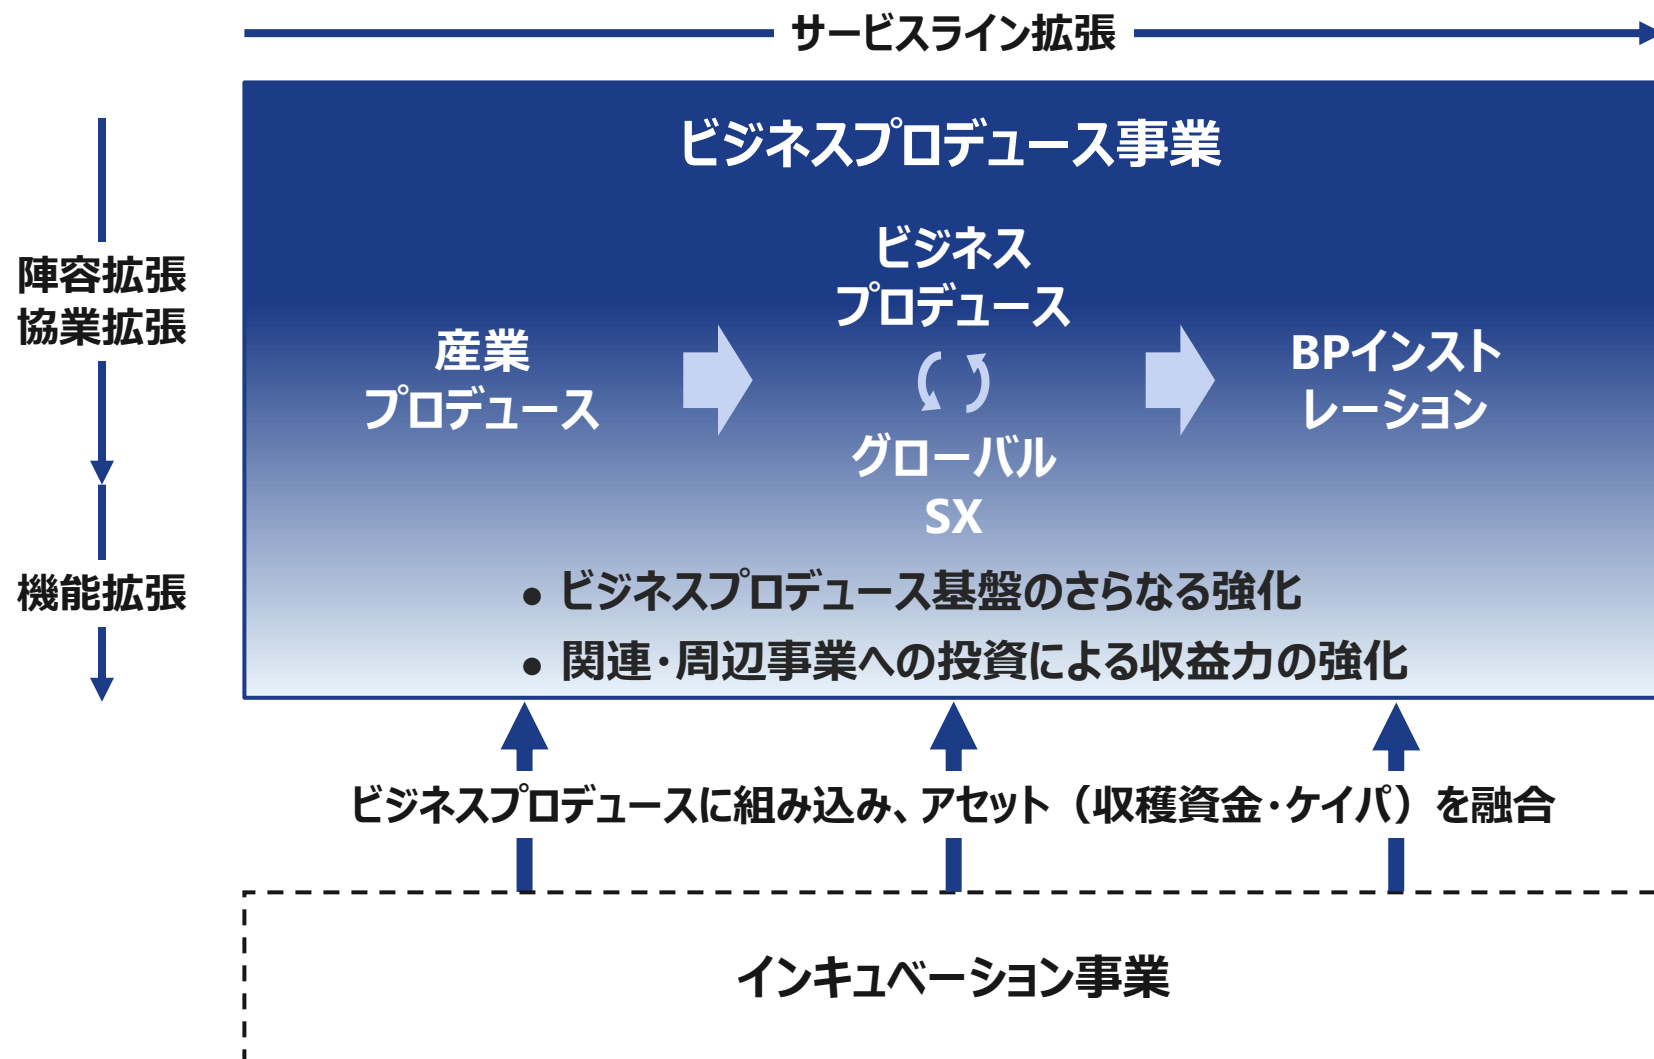 サービスライン拡張
ビジネスプロデュース事業
陣容拡張
協業拡張
機能拡張
産業
プロデュース
ビジネス
プロデュース
グローバル
SX
BPインスト
レーション
● ビジネスプロデュース基盤のさらなる強化
● 関連・周辺事業への投資による収益力の強化
ビジネスプロデュースに組み込み、アセット（収穫資金・ケイパ）を融合
インキュベーション事業